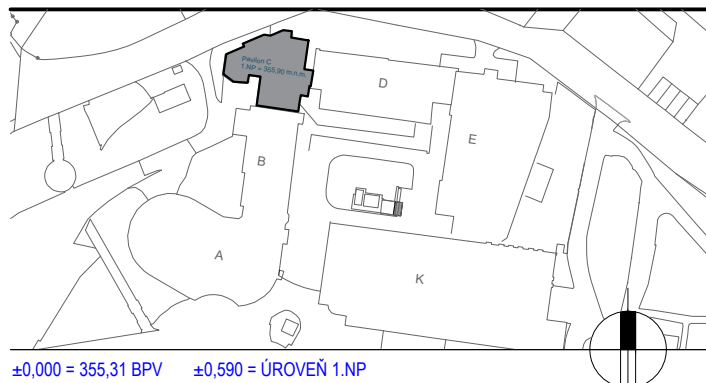 Pavilon C
1.NP = 355,90 m.n.m.
D
E
B
A
K
±0,000 = 355,31 BPV ±0,590 = ÚROVEŇ 1.NP